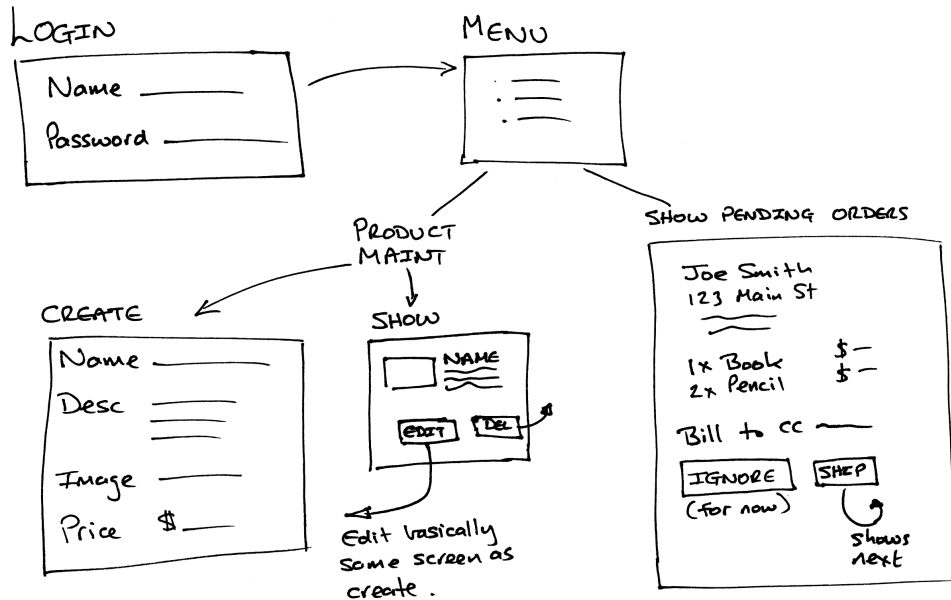 LOGIN
Name
Password
MENU
PRODUCT
MAINT
CREATE
Name
Desc
Image
Price $
SHOW
NAME
EDIT
DEL
Edit basically
same screen as
create.
SHOW PENDING ORDERS
Joe Smith
123 Main St
1x Book $
2x Pencil $
Bill to CC
IGNORE
(for now)
SHIP
shows
next